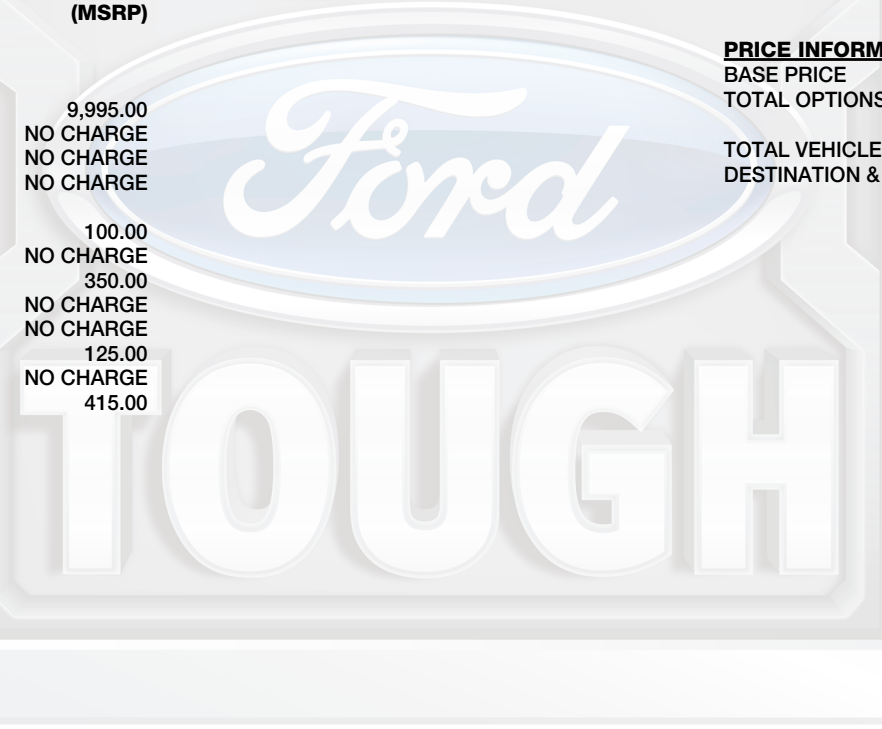 (MSRP)
9,995.00
NO CHARGE
NO CHARGE
NO CHARGE
100.00
NO CHARGE
350.00
NO CHARGE
NO CHARGE
125.00
NO CHARGE
415.00
PRICE INFORM
BASE PRICE
TOTAL OPTIONS
TOTAL VEHICLE
DESTINATION &
Ford
TOUGH